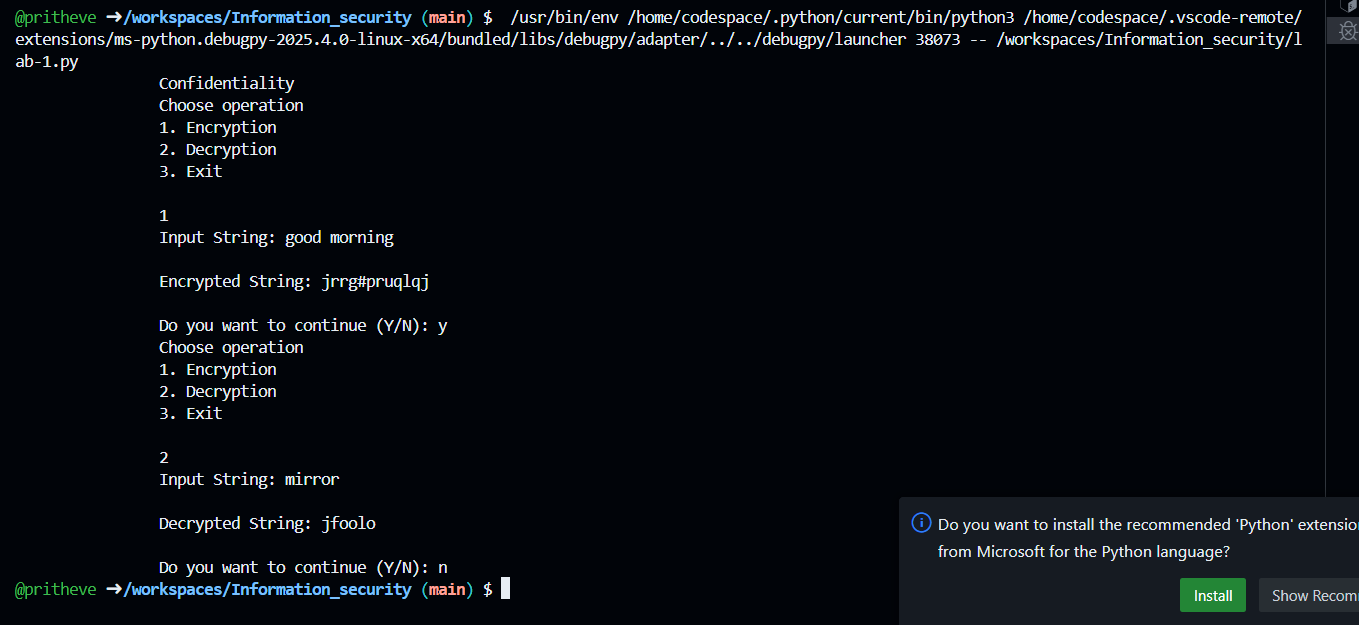 @pritheve ➜/workspaces/Information_security (main) $  /usr/bin/env /home/codespace/.python/current/bin/python3 /home/codespace/.vscode-remote/
extensions/ms-python.debugpy-2025.4.0-linux-x64/bundled/libs/debugpy/adapter/../../debugpy/launcher 38073 -- /workspaces/Information_security/l
ab-1.py
Confidentiality
Choose operation
1. Encryption
2. Decryption
3. Exit
1
Input String: good morning
Encrypted String: jrrg#pruqlqj
Do you want to continue (Y/N): y
Choose operation
1. Encryption
2. Decryption
3. Exit
2
Input String: mirror
Decrypted String: jfoolo
Do you want to continue (Y/N): n
@pritheve ➜/workspaces/Information_security (main) $
Do you want to install the recommended 'Python' extensio
from Microsoft for the Python language?
Install
Show Recom